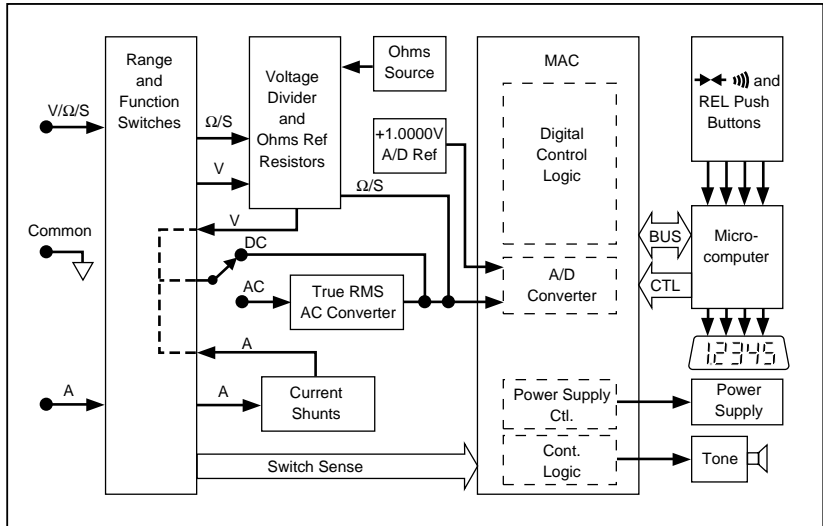 Range
and
Function
Switches
Voltage
Divider
and
Ohms Ref
Resistors
Ohms
Source
+1.0000V
A/D Ref
MAC
Digital
Control
Logic
A/D
Converter
Power Supply
Ctl.
Cont.
Logic
and
REL Push
Buttons
Micro-
computer
BUS
CTL
1.2345
Power
Supply
Tone
V/Ω/S
Ω/S
V
Ω/S
V
Common
DC
AC
True RMS
AC Converter
A
A
A
Current
Shunts
Switch Sense